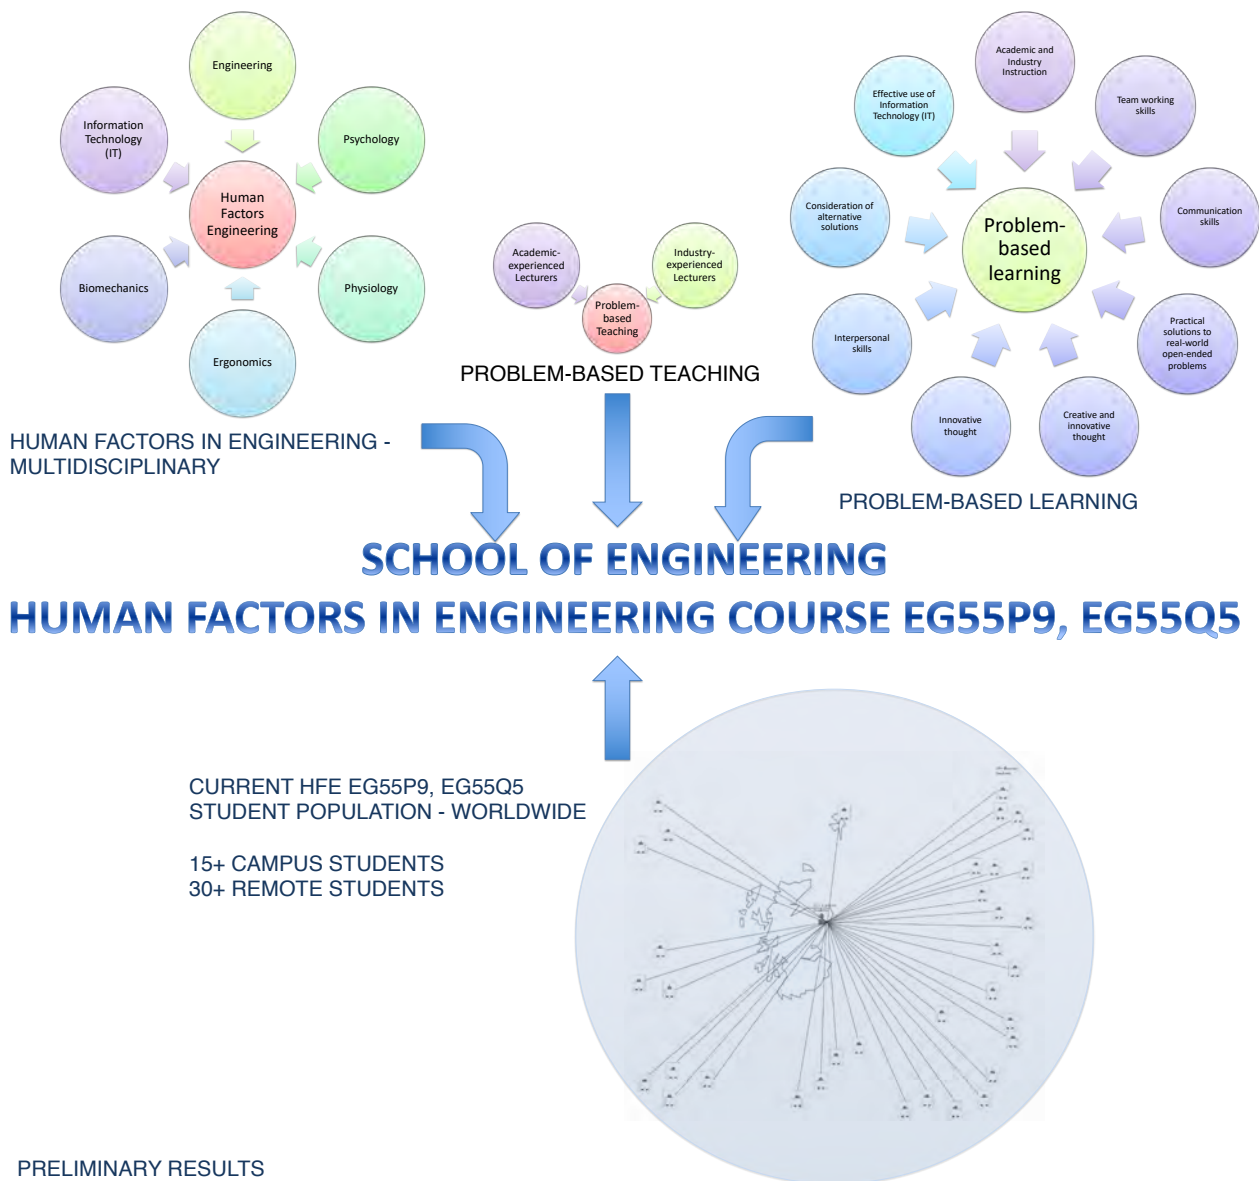 Engineering
Information
Technology
(IT)
Psychology
Human
Factors
Engineering
Biomechanics
Physiology
Ergonomics
HUMAN FACTORS IN ENGINEERING -
MULTIDISCIPLINARY
Academic-
experienced
Lecturers
Industry-
experienced
Lecturers
Problem-
based
Teaching
PROBLEM-BASED TEACHING
Academic and
Industry
Instruction
Effective use of
Information
Technology (IT)
Team working
skills
Consideration of
alternative
solutions
Problem-
based
learning
Communication
skills
Interpersonal
skills
Practical
solutions to
real-world
open-ended
problems
Innovative
thought
Creative and
innovative
thought
PROBLEM-BASED LEARNING
SCHOOL OF ENGINEERING
HUMAN FACTORS IN ENGINEERING COURSE EG55P9, EG55Q5
CURRENT HFE EG55P9, EG55Q5
STUDENT POPULATION - WORLDWIDE
15+ CAMPUS STUDENTS
30+ REMOTE STUDENTS
PRELIMINARY RESULTS